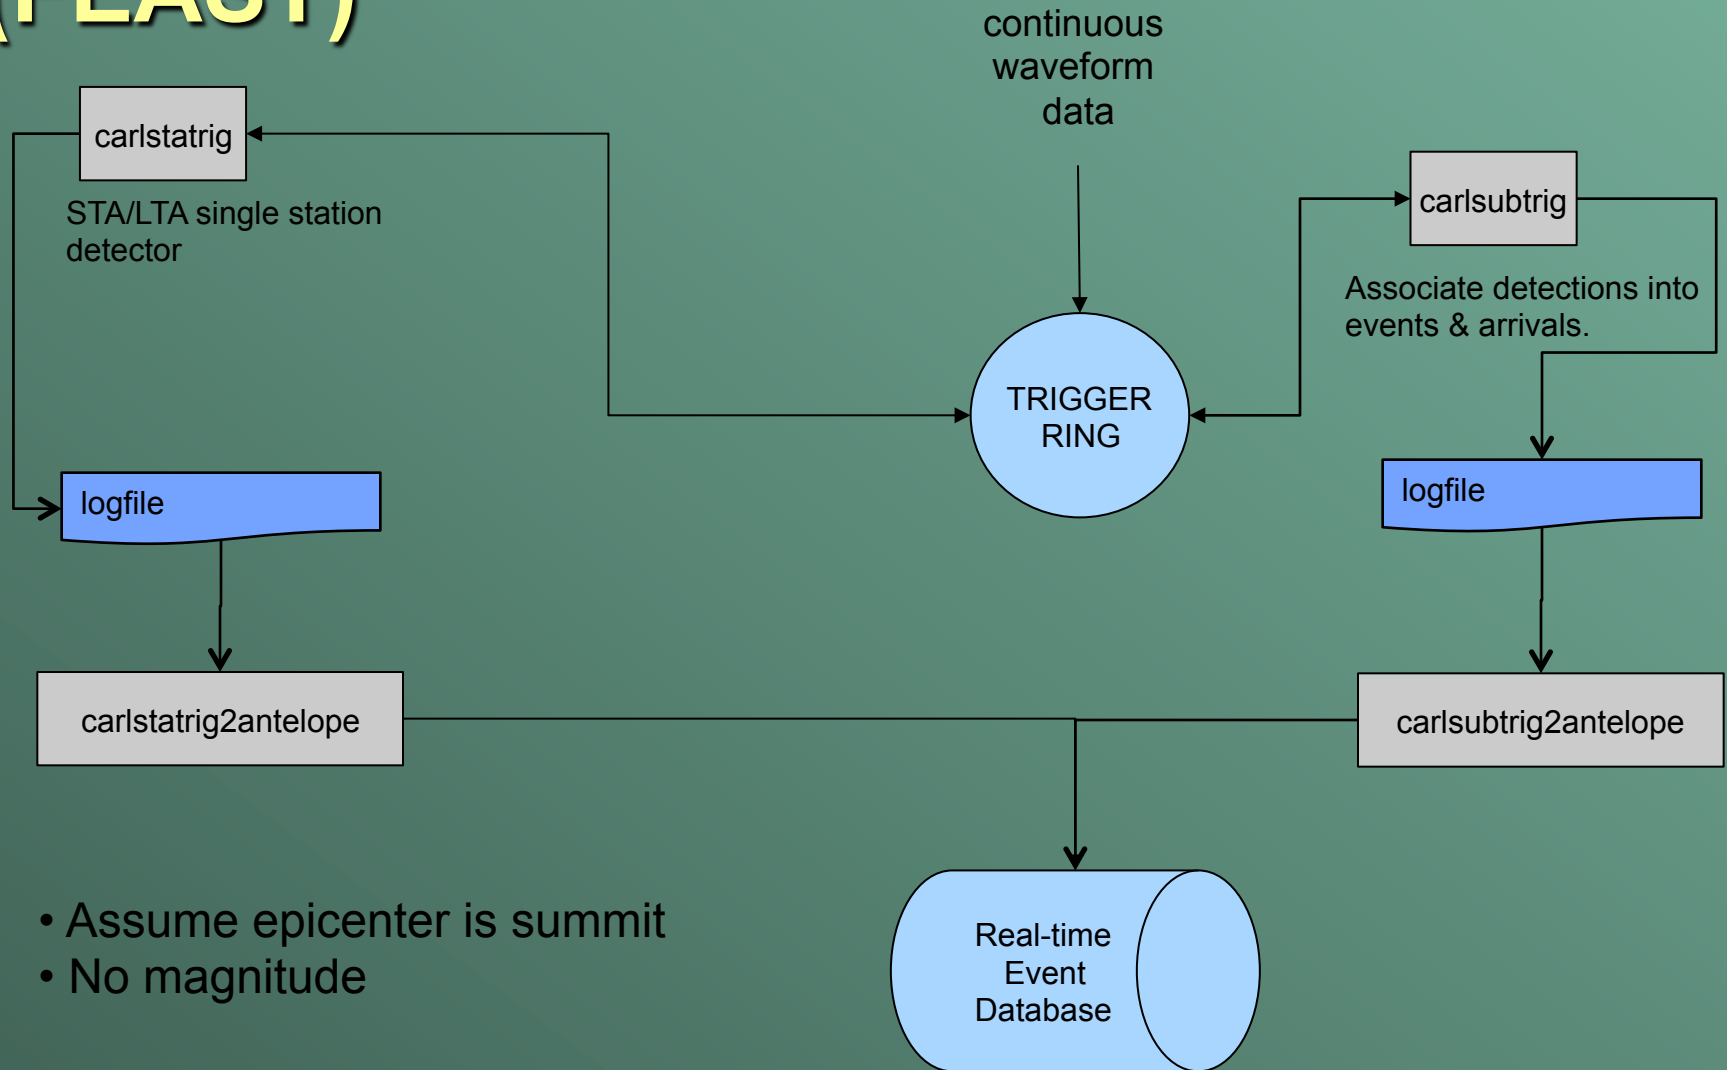 (FEAST)
continuous
waveform
data
carlstatrig
STA/LTA single station
detector
carlsubtrig
Associate detections into
events & arrivals.
TRIGGER
RING
logfile
logfile
carlstatrig2antelope
carlsubtrig2antelope
• Assume epicenter is summit
• No magnitude
Real-time
Event
Database